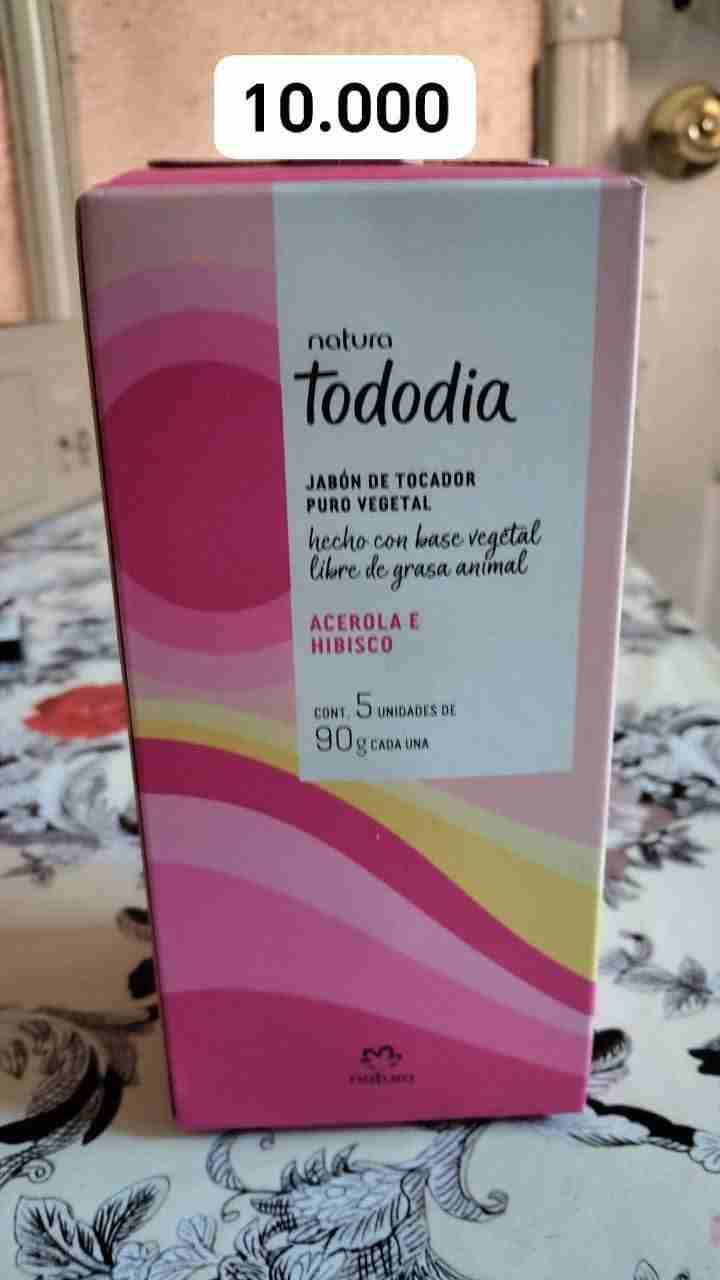 10.000
natura
tododia
JABÓN DE TOCADOR
PURO VEGETAL
hecho con base vegetal
libre de grasa animal
ACEROLA E
HIBISCO
CONT. 5 UNIDADES DE
90g CADA UNA
natura